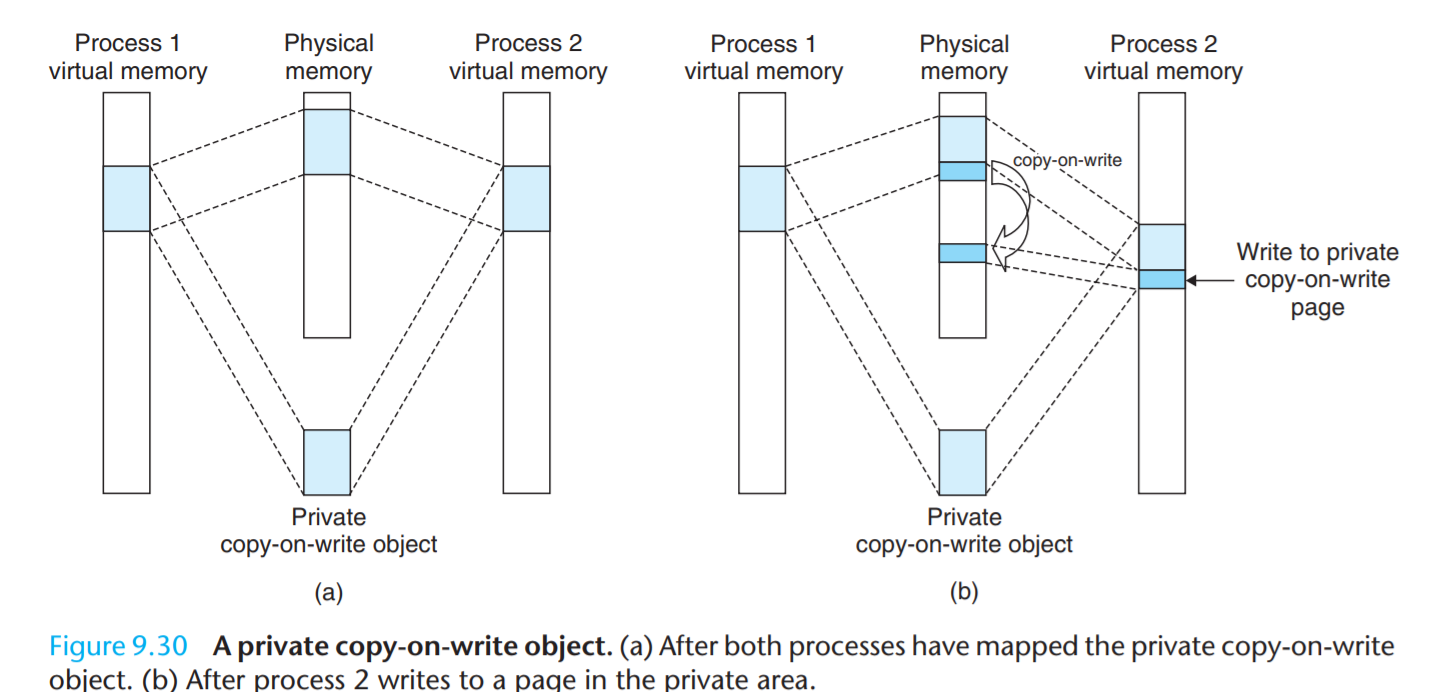 Process 1
virtual memory
Physical
memory
Process 2
virtual memory
Private
copy-on-write object
(a)
Process 1
virtual memory
Physical
memory
Process 2
virtual memory
copy-on-write
Write to private
copy-on-write
page
Private
copy-on-write object
(b)
Figure 9.30 A private copy-on-write object. (a) After both processes have mapped the private copy-on-write
object. (b) After process 2 writes to a page in the private area.